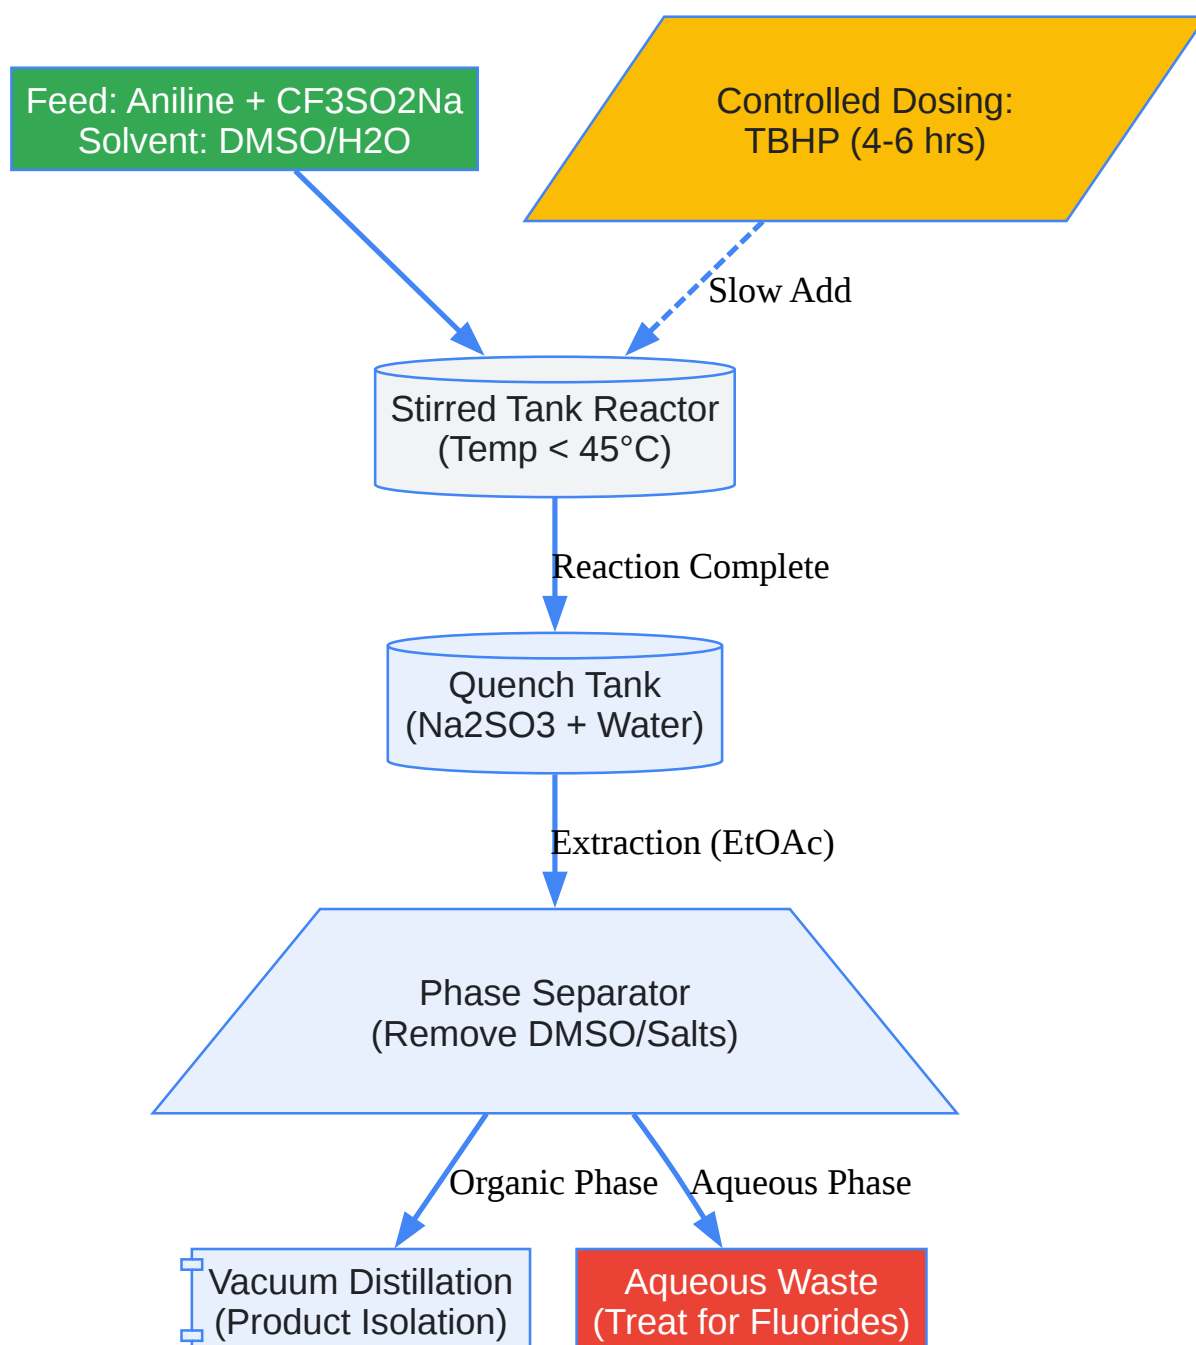 Feed: Aniline + CF3SO2Na
Solvent: DMSO/H2O
Controlled Dosing:
TBHP (4-6 hrs)
Slow Add
Stirred Tank Reactor
(Temp < 45°C)
Reaction Complete
Quench Tank
(Na2SO3 + Water)
Extraction (EtOAc)
Phase Separator
(Remove DMSO/Salts)
Organic Phase
Aqueous Phase
Vacuum Distillation
(Product Isolation)
Aqueous Waste
(Treat for Fluorides)